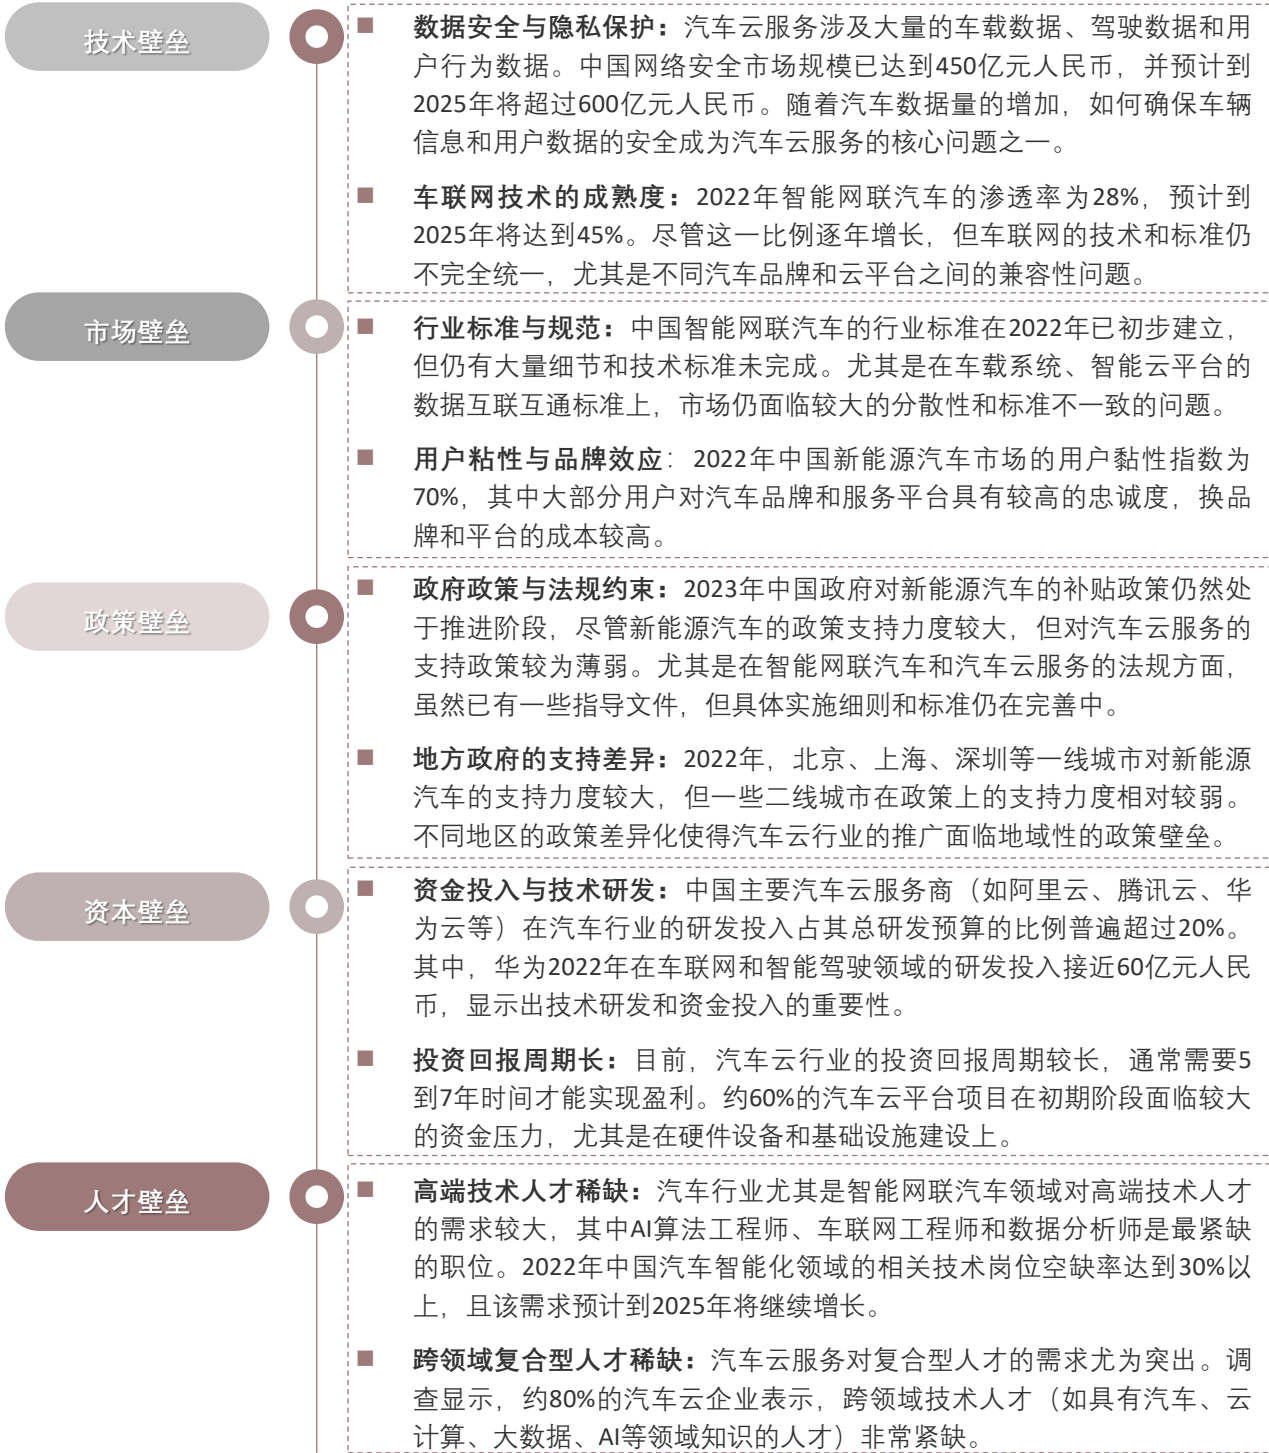 技术壁垒
数据安全与隐私保护：汽车云服务涉及大量的车载数据、驾驶数据和用
户行为数据。中国网络安全市场规模已达到450亿元人民币，并预计到
2025年将超过600亿元人民币。随着汽车数据量的增加，如何确保车辆
信息和用户数据的安全成为汽车云服务的核心问题之一。
车联网技术的成熟度：2022年智能网联汽车的渗透率为28%，预计到
2025年将达到45%。尽管这一比例逐年增长，但车联网的技术和标准仍
不完全统一，尤其是不同汽车品牌和云平台之间的兼容性问题。
市场壁垒
行业标准与规范：中国智能网联汽车的行业标准在2022年已初步建立，
但仍有大量细节和技术标准未完成。尤其是在车载系统、智能云平台的
数据互联互通标准上，市场仍面临较大的分散性和标准不一致的问题。
用户粘性与品牌效应：2022年中国新能源汽车市场的用户黏性指数为
70%，其中大部分用户对汽车品牌和服务平台具有较高的忠诚度，换品
牌和平台的成本较高。
政策壁垒
政府政策与法规约束：2023年中国政府对新能源汽车的补贴政策仍然处
于推进阶段，尽管新能源汽车的政策支持力度较大，但对汽车云服务的
支持政策较为薄弱。尤其是在智能网联汽车和汽车云服务的法规方面，
虽然已有一些指导文件，但具体实施细则和标准仍在完善中。
地方政府的支持差异：2022年，北京、上海、深圳等一线城市对新能源
汽车的支持力度较大，但一些二线城市在政策上的支持力度相对较弱。
不同地区的政策差异化使得汽车云行业的推广面临地域性的政策壁垒。
资本壁垒
资金投入与技术研发：中国主要汽车云服务商（如阿里云、腾讯云、华
为云等）在汽车行业的研发投入占其总研发预算的比例普遍超过20%。
其中，华为2022年在车联网和智能驾驶领域的研发投入接近60亿元人民
币，显示出技术研发和资金投入的重要性。
投资回报周期长：目前，汽车云行业的投资回报周期较长，通常需要5
到7年时间才能实现盈利。约60%的汽车云平台项目在初期阶段面临较大
的资金压力，尤其是在硬件设备和基础设施建设上。
人才壁垒
高端技术人才稀缺：汽车行业尤其是智能网联汽车领域对高端技术人才
的需求较大，其中AI算法工程师、车联网工程师和数据分析师是最紧缺
的职位。2022年中国汽车智能化领域的相关技术岗位空缺率达到30%以
上，且该需求预计到2025年将继续增长。
跨领域复合型人才稀缺：汽车云服务对复合型人才的需求尤为突出。调
查显示，约80%的汽车云企业表示，跨领域技术人才（如具有汽车、云
计算、大数据、AI等领域知识的人才）非常紧缺。